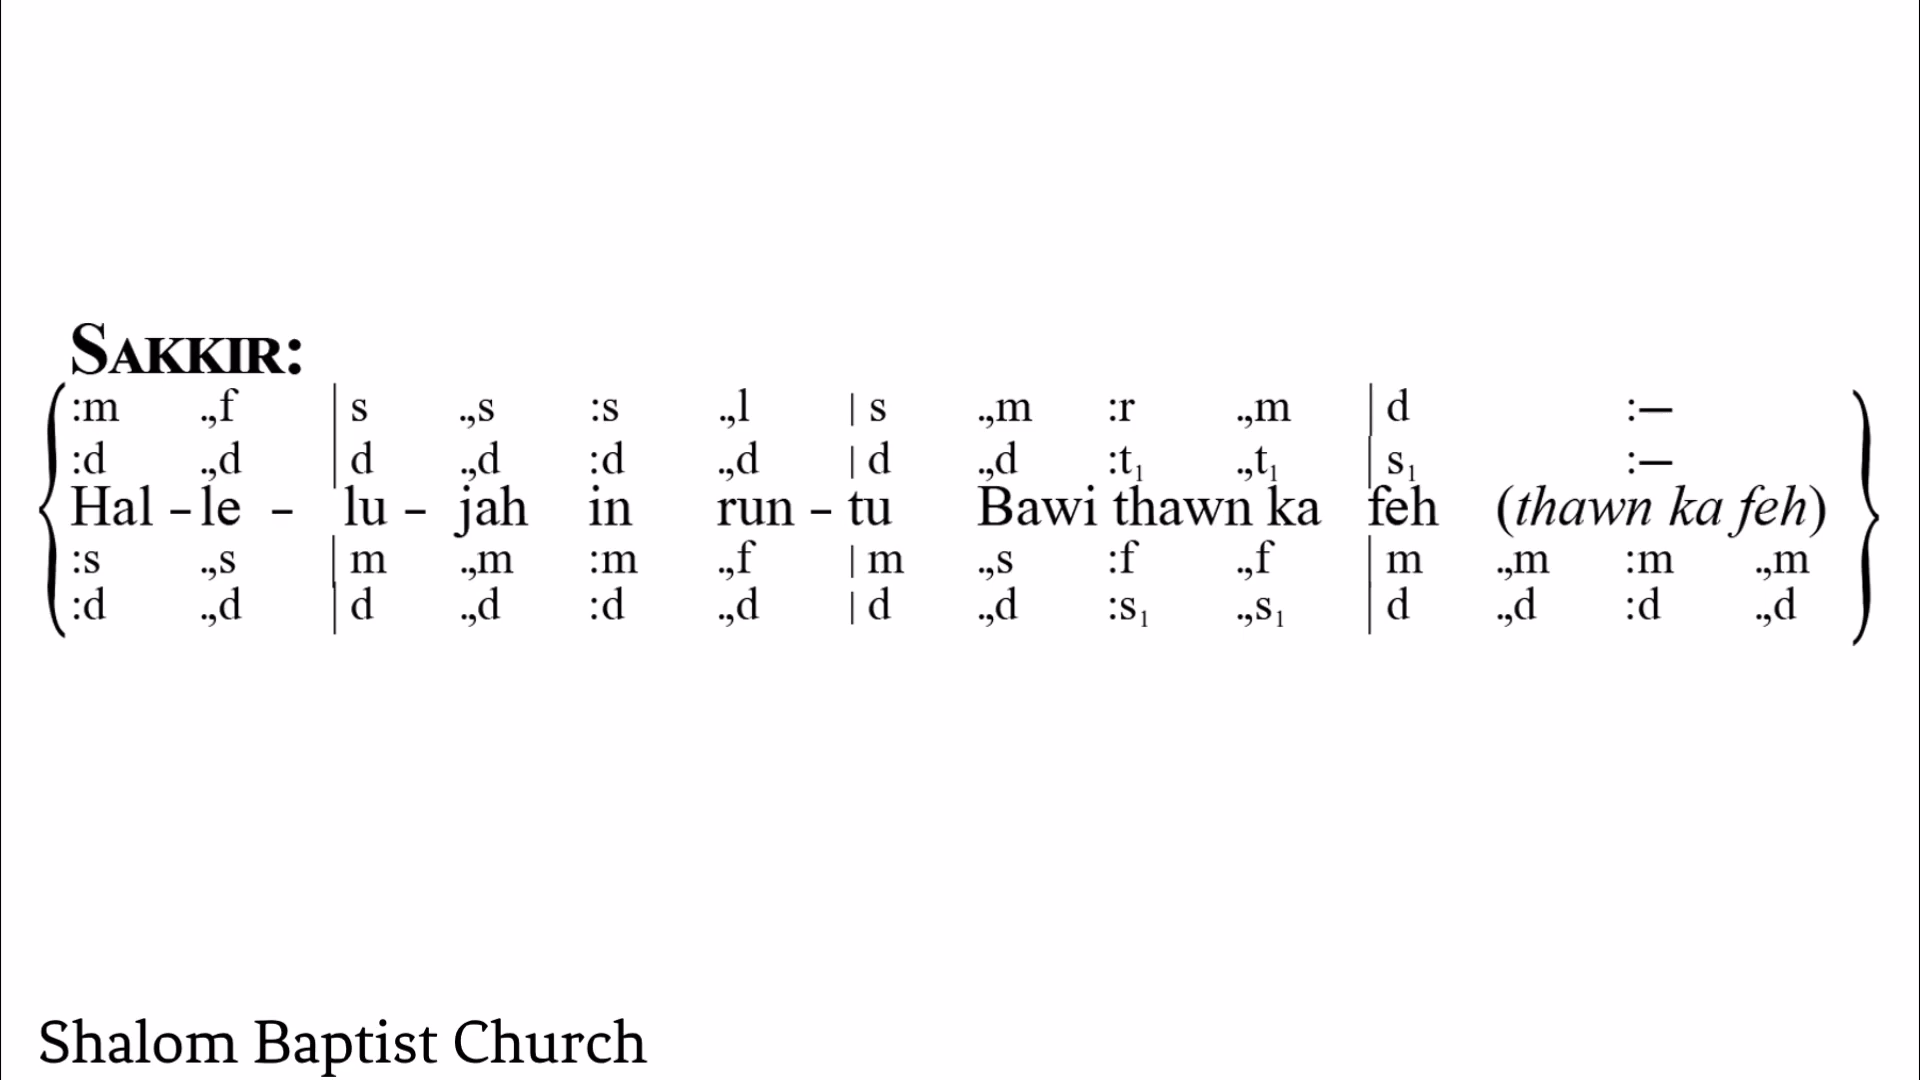 SAKKIR:
:m .,f | s .,s :s .,l | s .,m :r .,m | d :—
:d .,d | d .,d :d .,d | d .,d :t₁ .,t₁ | s₁ :—
Hal – le – lu – jah in run – tu Bawi thawn ka feh (thawn ka feh)
:s .,s | m .,m :m .,f | m .,s :f .,f | m .,m :m .,m
:d .,d | d .,d :d .,d | d .,d :s₁ .,s₁ | d .,d :d .,d
Shalom Baptist Church